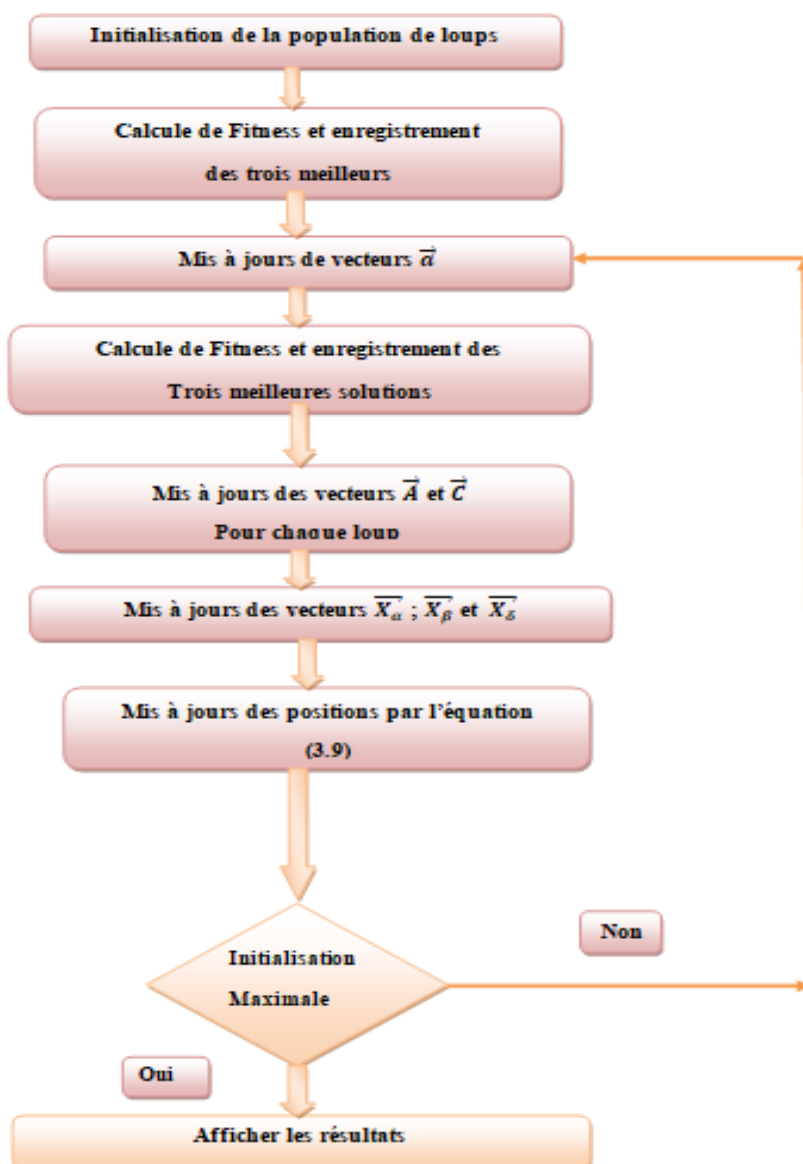 Initialisation de la population de loups
Calcule de Fitness et enregistrement
des trois meilleurs
Mis à jours de vecteurs a⃗
Calcule de Fitness et enregistrement des
Trois meilleures solutions
Mis à jours des vecteurs A⃗ et C⃗
Pour chaque loup
Mis à jours des vecteurs X⃗α ; X⃗β et X⃗δ
Mis à jours des positions par l'équation
(3.9)
Initialisation
Maximale
Non
Oui
Afficher les résultats